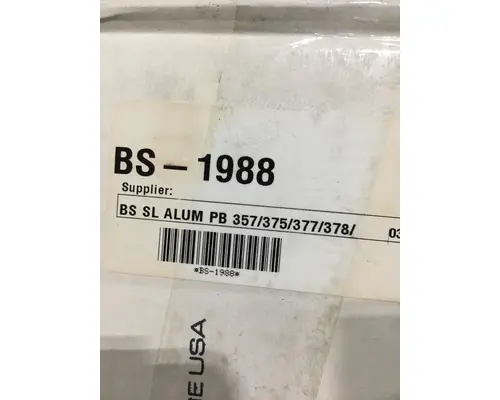 BS – 1988
Supplier:
BS SL ALUM PB 357/375/377/378/ 03
*BS-1988*
USA